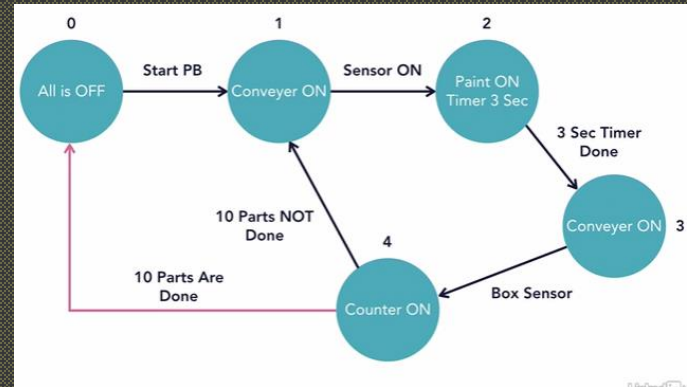 0
1
2
All is OFF
Start PB
Conveyer ON
Sensor ON
Paint ON
Timer 3 Sec
3 Sec Timer
Done
Conveyer ON
3
Box Sensor
4
Counter ON
10 Parts NOT
Done
10 Parts Are
Done